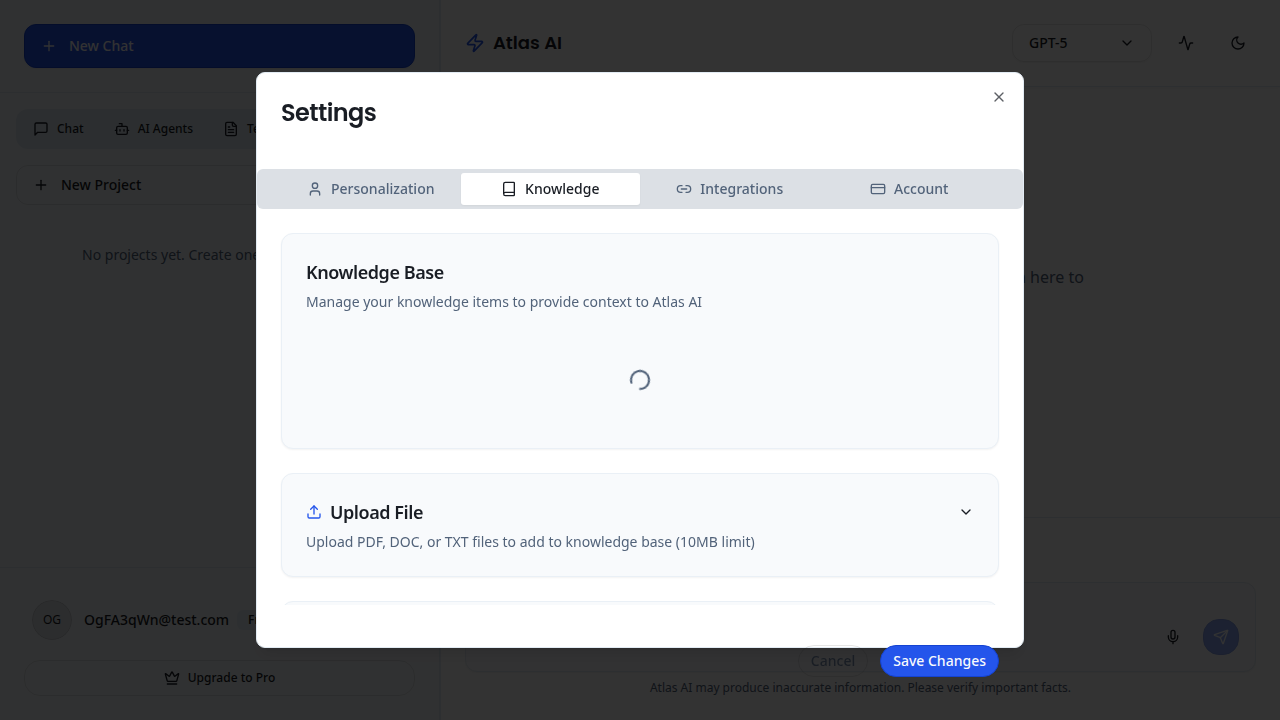 New Chat
Atlas AI
GPT-5
Settings
Chat
AI Agents
New Project
Personalization
Knowledge
Integrations
Account
No projects yet. Create one
here to
Knowledge Base
Manage your knowledge items to provide context to Atlas AI
Upload File
Upload PDF, DOC, or TXT files to add to knowledge base (10MB limit)
OG
OgFA3qWn@test.com
Upgrade to Pro
Cancel
Save Changes
Atlas AI may produce inaccurate information. Please verify important facts.